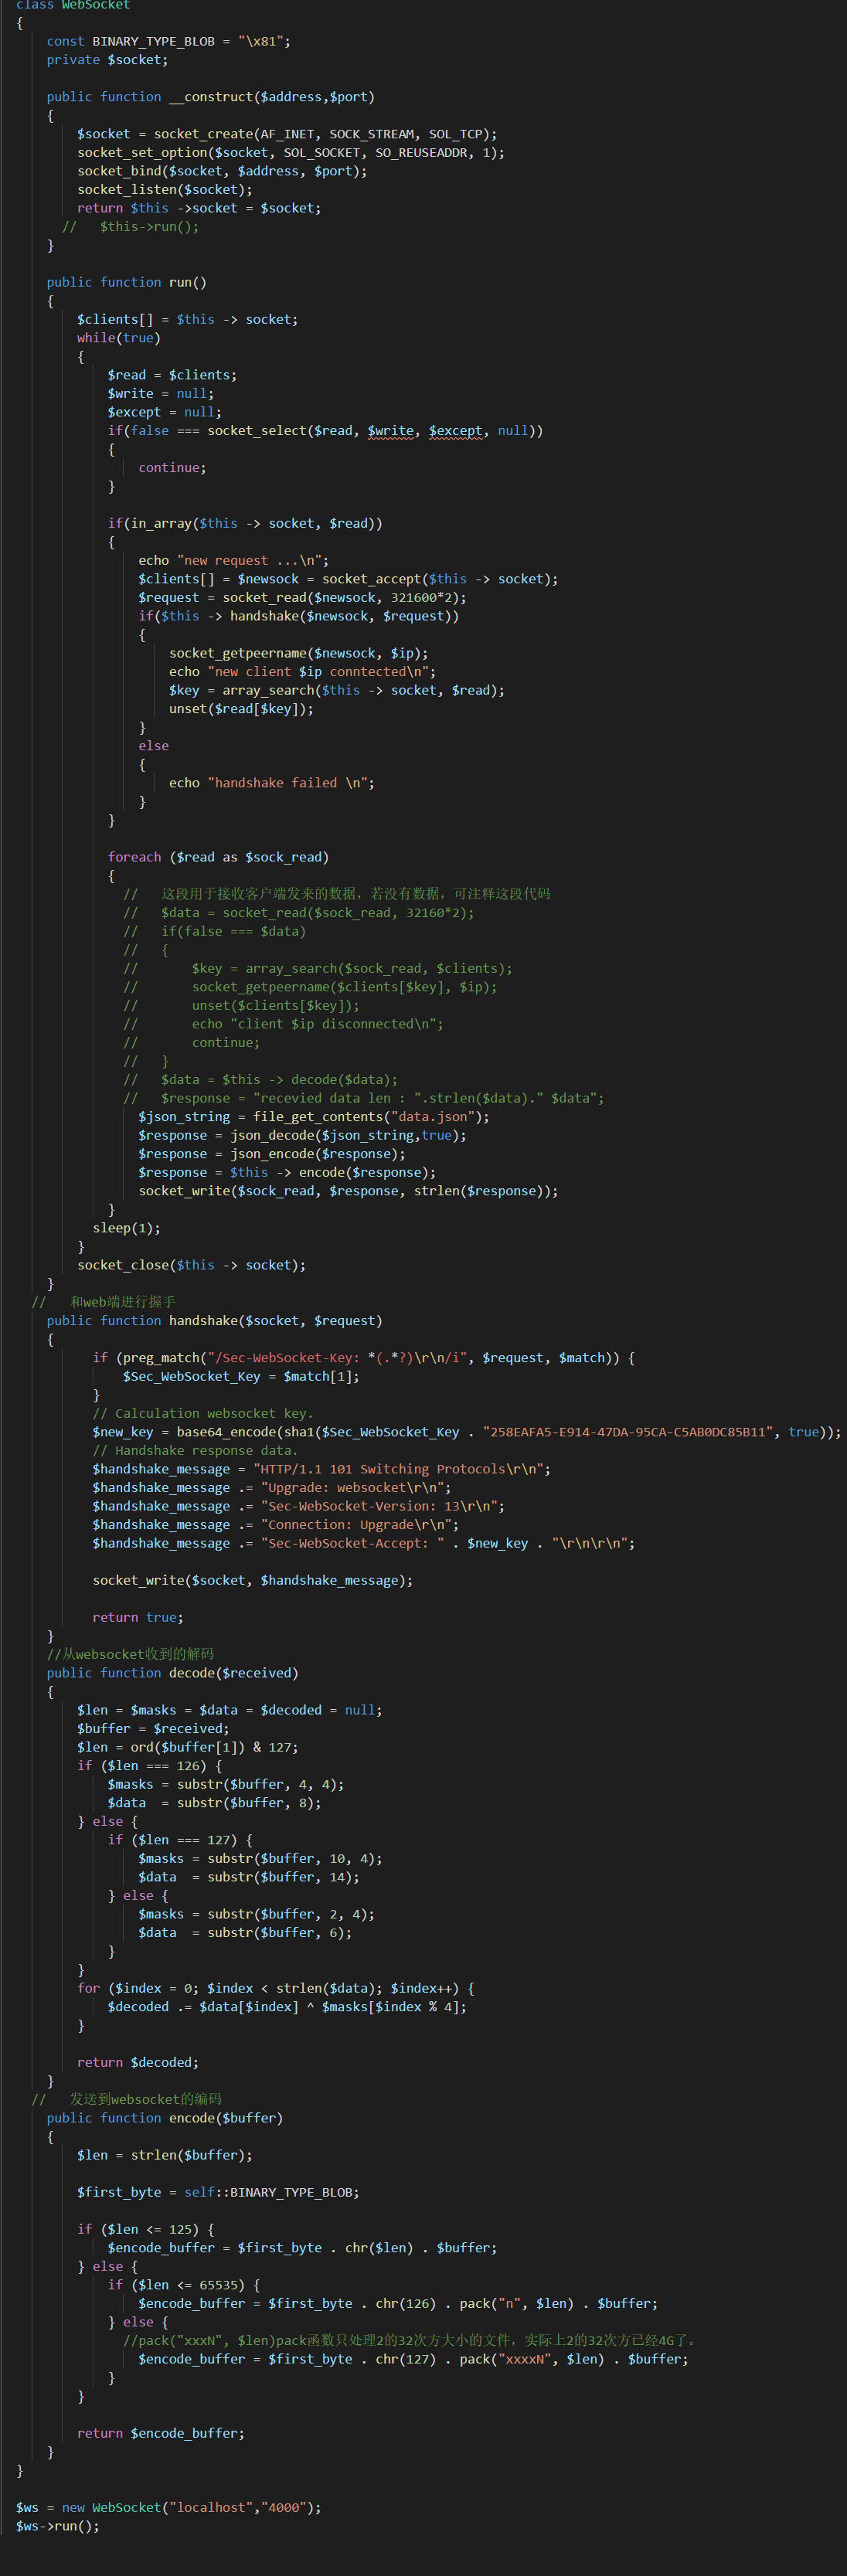 class WebSocket
{
    const BINARY_TYPE_BLOB = "\x81";
    private $socket;

    public function __construct($address,$port)
    {
        $socket = socket_create(AF_INET, SOCK_STREAM, SOL_TCP);
        socket_set_option($socket, SOL_SOCKET, SO_REUSEADDR, 1);
        socket_bind($socket, $address, $port);
        socket_listen($socket);
        return $this ->socket = $socket;
      //   $this->run();
    }

    public function run()
    {
        $clients[] = $this -> socket;
        while(true)
        {
            $read = $clients;
            $write = null;
            $except = null;
            if(false === socket_select($read, $write, $except, null))
            {
                continue;
            }

            if(in_array($this -> socket, $read))
            {
                echo "new request ...\n";
                $clients[] = $newsock = socket_accept($this -> socket);
                $request = socket_read($newsock, 321600*2);
                if($this -> handshake($newsock, $request))
                {
                    socket_getpeername($newsock, $ip);
                    echo "new client $ip conntected\n";
                    $key = array_search($this -> socket, $read);
                    unset($read[$key]);
                }
                else
                {
                    echo "handshake failed \n";
                }
            }

            foreach ($read as $sock_read)
            {
              //   这段用于接收客户端发来的数据，若没有数据，可注释这段代码
              //   $data = socket_read($sock_read, 32160*2);
              //   if(false === $data)
              //   {
              //       $key = array_search($sock_read, $clients);
              //       socket_getpeername($clients[$key], $ip);
              //       unset($clients[$key]);
              //       echo "client $ip disconnected\n";
              //       continue;
              //   }
              //   $data = $this -> decode($data);
              //   $response = "recevied data len : ".strlen($data)." $data";
                $json_string = file_get_contents("data.json");
                $response = json_decode($json_string,true);
                $response = json_encode($response);
                $response = $this -> encode($response);
                socket_write($sock_read, $response, strlen($response));
            }
          sleep(1);
        }
        socket_close($this -> socket);
    }
  //   和web端进行握手
    public function handshake($socket, $request)
    {
          if (preg_match("/Sec-WebSocket-Key: *(.*?)\r\n/i", $request, $match)) {
              $Sec_WebSocket_Key = $match[1];
          }
          // Calculation websocket key.
          $new_key = base64_encode(sha1($Sec_WebSocket_Key . "258EAFA5-E914-47DA-95CA-C5AB0DC85B11", true));
          // Handshake response data.
          $handshake_message = "HTTP/1.1 101 Switching Protocols\r\n";
          $handshake_message .= "Upgrade: websocket\r\n";
          $handshake_message .= "Sec-WebSocket-Version: 13\r\n";
          $handshake_message .= "Connection: Upgrade\r\n";
          $handshake_message .= "Sec-WebSocket-Accept: " . $new_key . "\r\n\r\n";

          socket_write($socket, $handshake_message);

          return true;
    }
    //从websocket收到的解码
    public function decode($received)
    {
        $len = $masks = $data = $decoded = null;
        $buffer = $received;
        $len = ord($buffer[1]) & 127;
        if ($len === 126) {
            $masks = substr($buffer, 4, 4);
            $data  = substr($buffer, 8);
        } else {
            if ($len === 127) {
                $masks = substr($buffer, 10, 4);
                $data  = substr($buffer, 14);
            } else {
                $masks = substr($buffer, 2, 4);
                $data  = substr($buffer, 6);
            }
        }
        for ($index = 0; $index < strlen($data); $index++) {
            $decoded .= $data[$index] ^ $masks[$index % 4];
        }

        return $decoded;
    }
  //   发送到websocket的编码
    public function encode($buffer)
    {
        $len = strlen($buffer);

        $first_byte = self::BINARY_TYPE_BLOB;

        if ($len <= 125) {
            $encode_buffer = $first_byte . chr($len) . $buffer;
        } else {
            if ($len <= 65535) {
                $encode_buffer = $first_byte . chr(126) . pack("n", $len) . $buffer;
            } else {
              //pack("xxxN", $len)pack函数只处理2的32次方大小的文件，实际上2的32次方已经4G了。
                $encode_buffer = $first_byte . chr(127) . pack("xxxxN", $len) . $buffer;
            }
        }

        return $encode_buffer;
    }
}

$ws = new WebSocket("localhost","4000");
$ws->run();